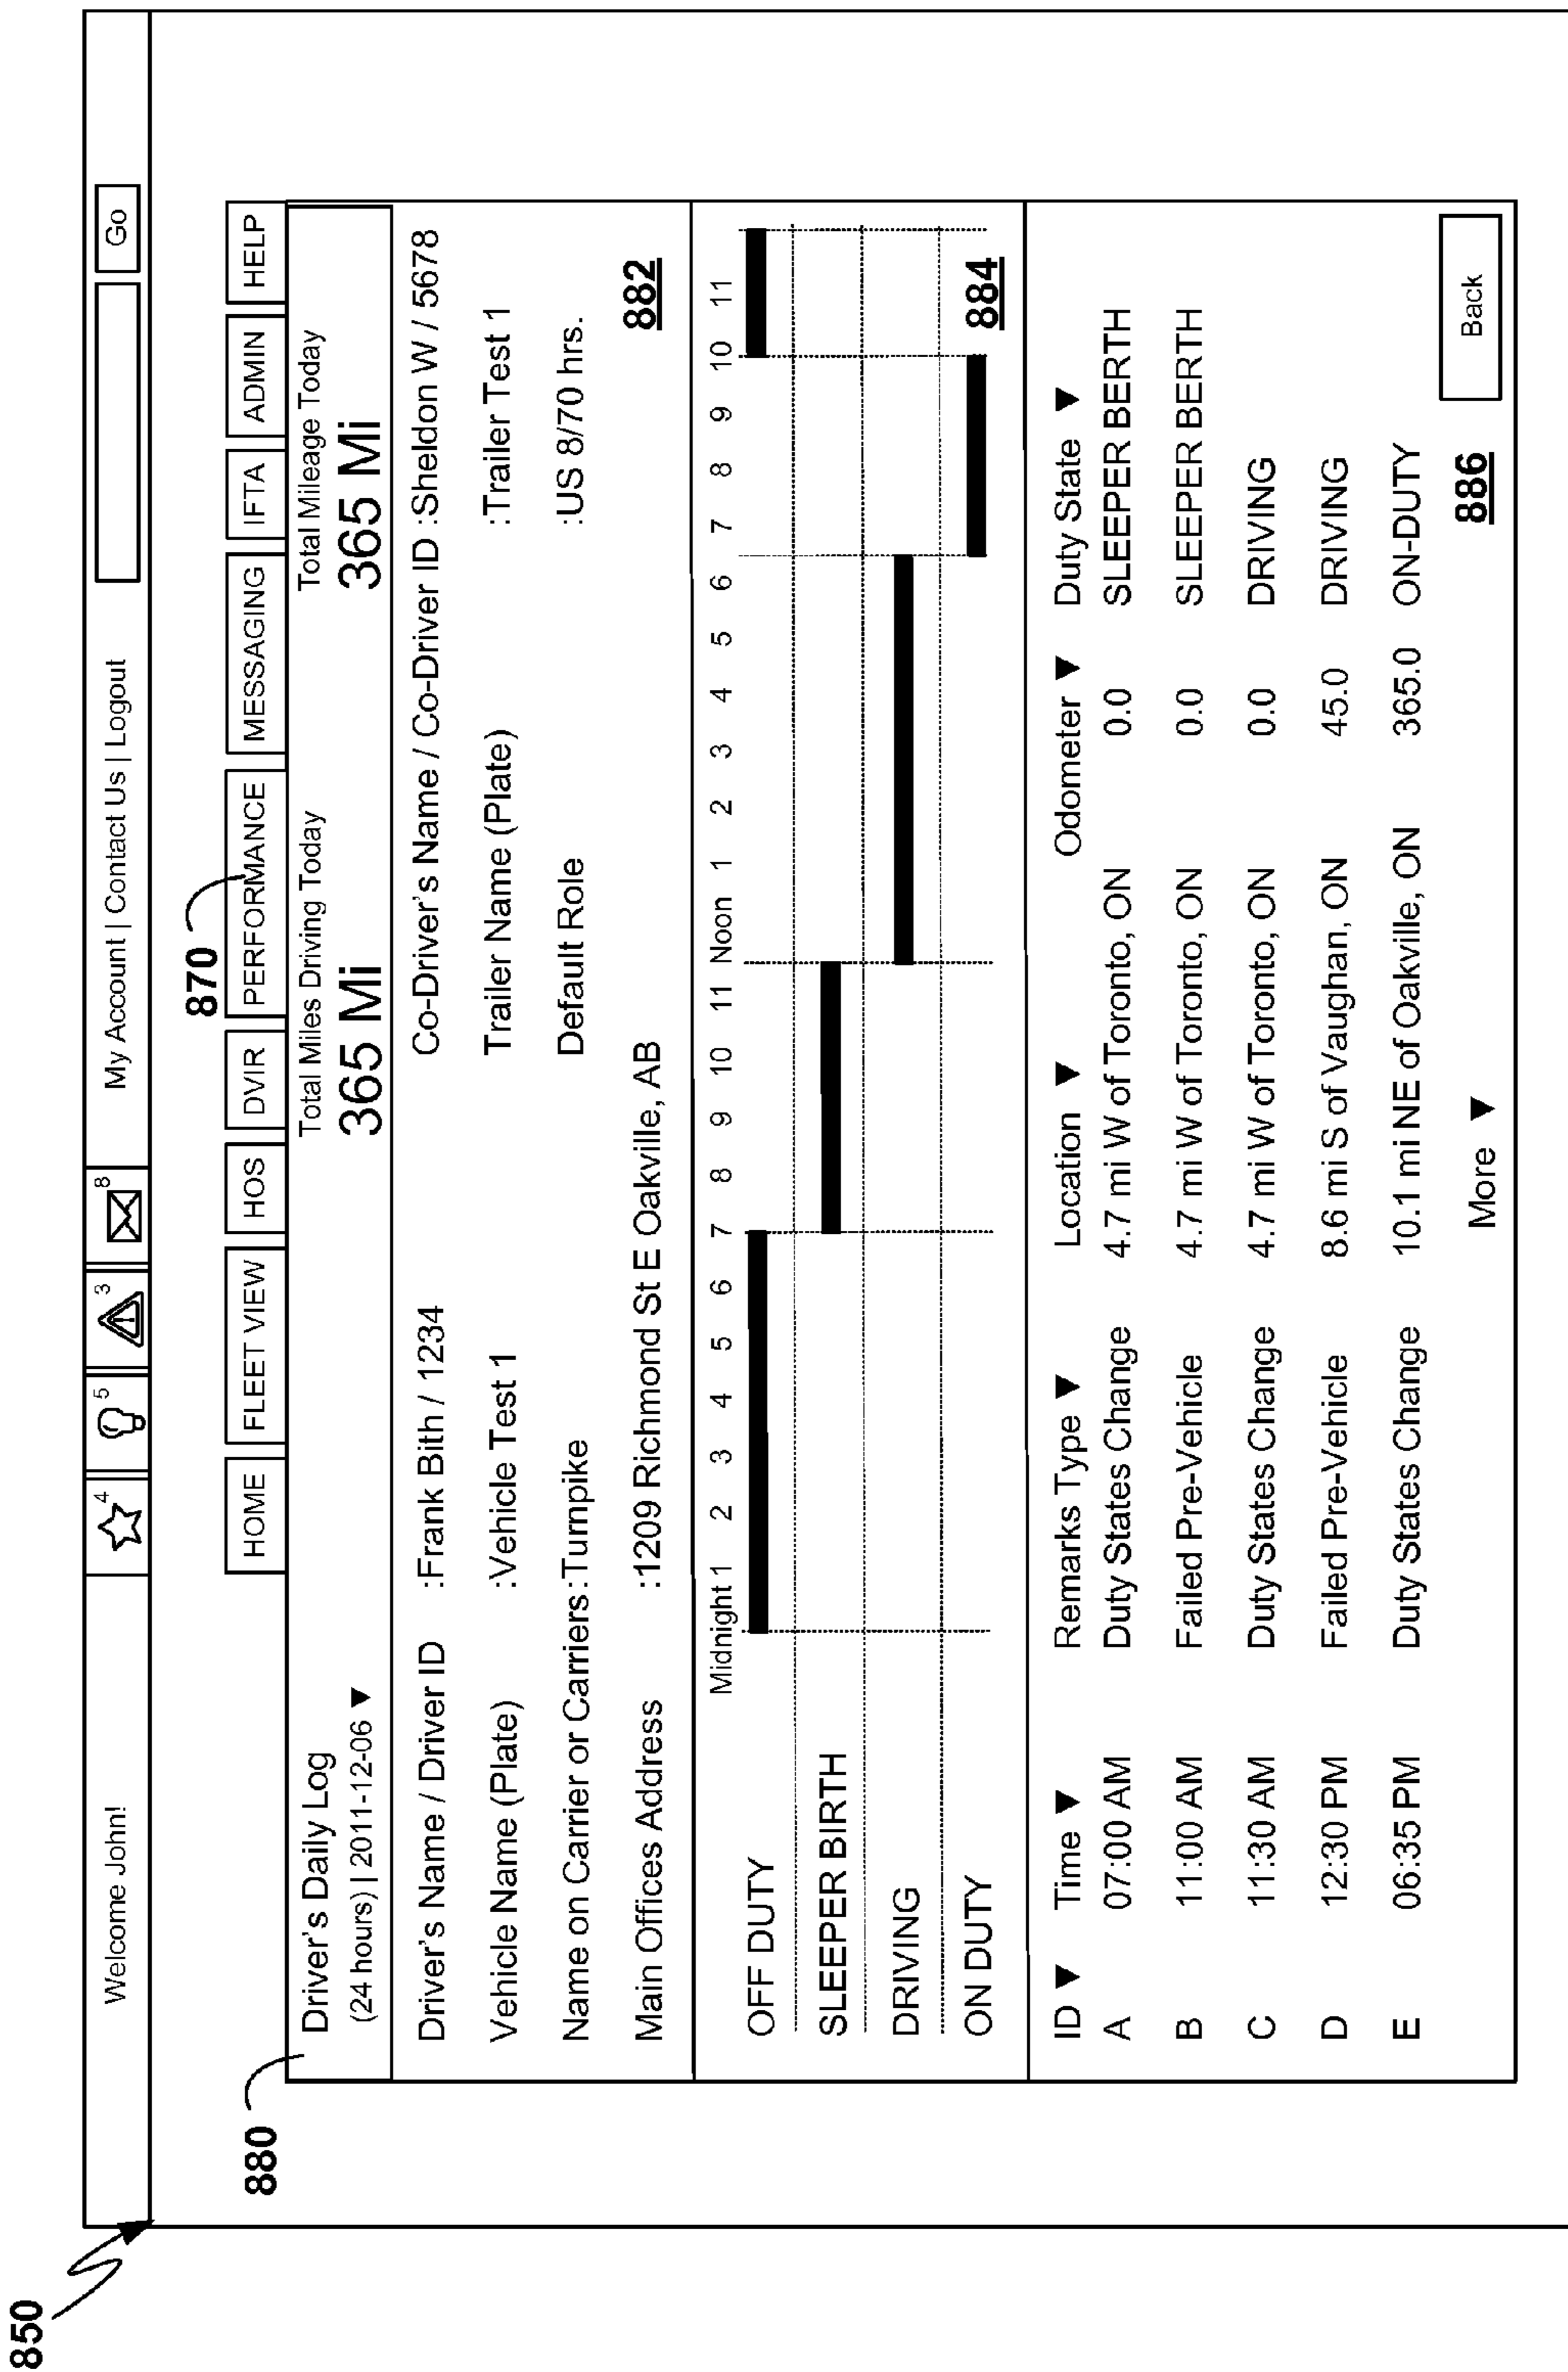 850
Welcome John!
4
5
3
8
My Account | Contact Us | Logout
Go
870
HOME
FLEET VIEW
HOS
DVIR
PERFORMANCE
MESSAGING
IFTA
ADMIN
HELP
880
Driver's Daily Log
(24 hours) | 2011-12-06 ▼
Total Miles Driving Today
365 Mi
Total Mileage Today
365 Mi
Driver's Name / Driver ID :Frank Bith / 1234
Co-Driver's Name / Co-Driver ID :Sheldon W / 5678
Vehicle Name (Plate) :Vehicle Test 1
Trailer Name (Plate) :Trailer Test 1
Name on Carrier or Carriers:Turnpike
Default Role :US 8/70 hrs.
Main Offices Address :1209 Richmond St E Oakville, AB
882
Midnight 1 2 3 4 5 6 7 8 9 10 11 Noon 1 2 3 4 5 6 7 8 9 10 11
OFF DUTY
SLEEPER BIRTH
DRIVING
ON DUTY
884
ID ▼ Time ▼ Remarks Type ▼ Location ▼ Odometer ▼ Duty State ▼
A 07:00 AM Duty States Change 4.7 mi W of Toronto, ON 0.0 SLEEPER BERTH
B 11:00 AM Failed Pre-Vehicle 4.7 mi W of Toronto, ON 0.0 SLEEPER BERTH
C 11:30 AM Duty States Change 4.7 mi W of Toronto, ON 0.0 DRIVING
D 12:30 PM Failed Pre-Vehicle 8.6 mi S of Vaughan, ON 45.0 DRIVING
E 06:35 PM Duty States Change 10.1 mi NE of Oakville, ON 365.0 ON-DUTY
More ▼
886
Back